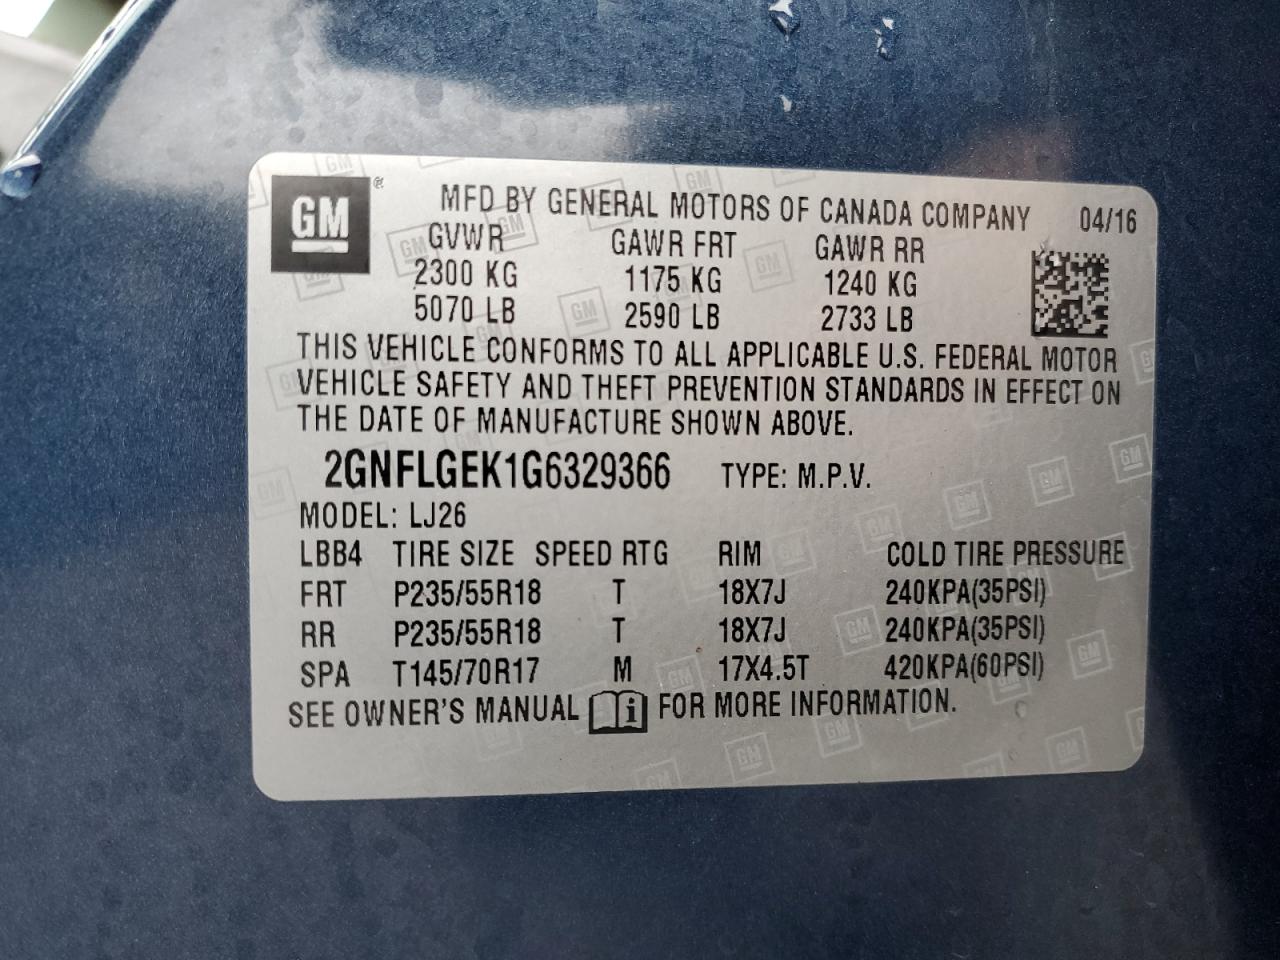 GM ®
MFD BY GENERAL MOTORS OF CANADA COMPANY 04/16
GVWR GAWR FRT GAWR RR
2300 KG 1175 KG 1240 KG
5070 LB 2590 LB 2733 LB
THIS VEHICLE CONFORMS TO ALL APPLICABLE U.S. FEDERAL MOTOR
VEHICLE SAFETY AND THEFT PREVENTION STANDARDS IN EFFECT ON
THE DATE OF MANUFACTURE SHOWN ABOVE.
2GNFLGEK1G6329366 TYPE: M.P.V.
MODEL: LJ26
LBB4 TIRE SIZE SPEED RTG RIM COLD TIRE PRESSURE
FRT P235/55R18 T 18X7J 240KPA(35PSI)
RR P235/55R18 T 18X7J 240KPA(35PSI)
SPA T145/70R17 M 17X4.5T 420KPA(60PSI)
SEE OWNER'S MANUAL i FOR MORE INFORMATION.